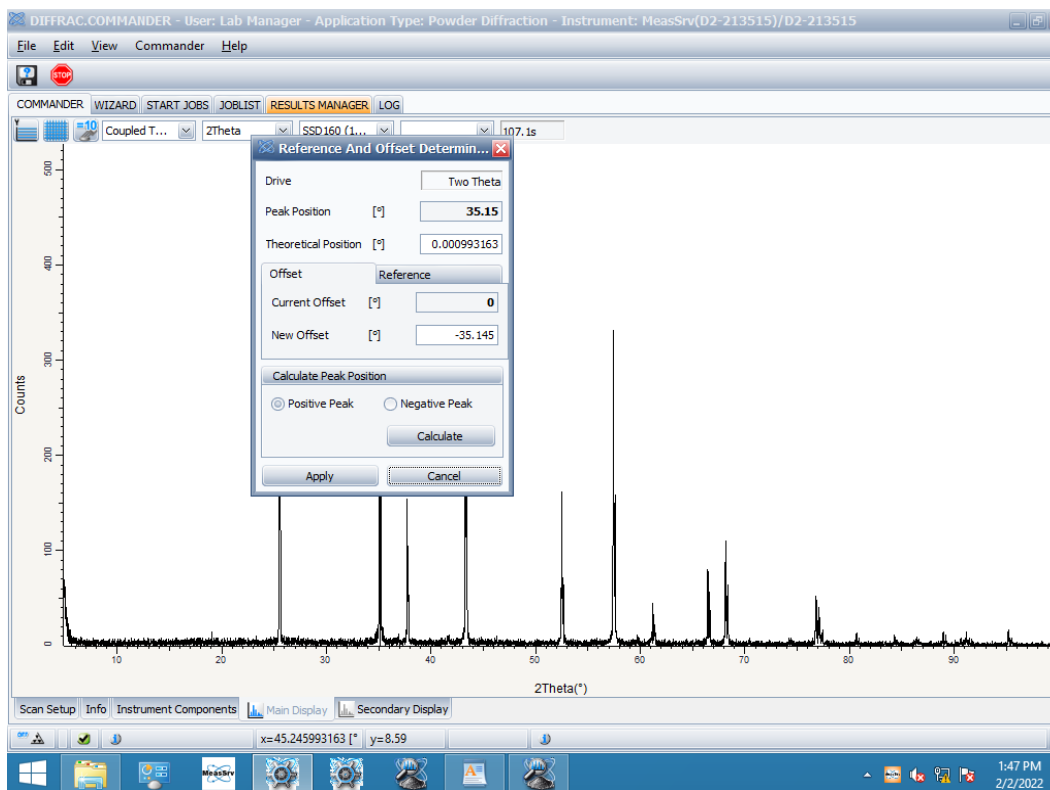 DIFFRAC.COMMANDER - User: Lab Manager - Application Type: Powder Diffraction - Instrument: MeasSrv(D2-213515)/D2-213515
File Edit View Commander Help
STOP
COMMANDER WIZARD START JOBS JOBLIST RESULTS MANAGER LOG
Y =10 Coupled T... 2Theta SSD160 (1... 107.1s
Reference And Offset Determin...
Drive Two Theta
Peak Position [°] 35.15
Theoretical Position [°] 0.000993163
Offset Reference
Current Offset [°] 0
New Offset [°] -35.145
Calculate Peak Position
Positive Peak Negative Peak
Calculate
Apply Cancel
500
400
300
200
100
0
Counts
10 20 30 40 50 60 70 80 90
2Theta(°)
Scan Setup Info Instrument Components Main Display Secondary Display
OFF x=45.245993163 [° y=8.59
MeasSrv
1:47 PM
2/2/2022